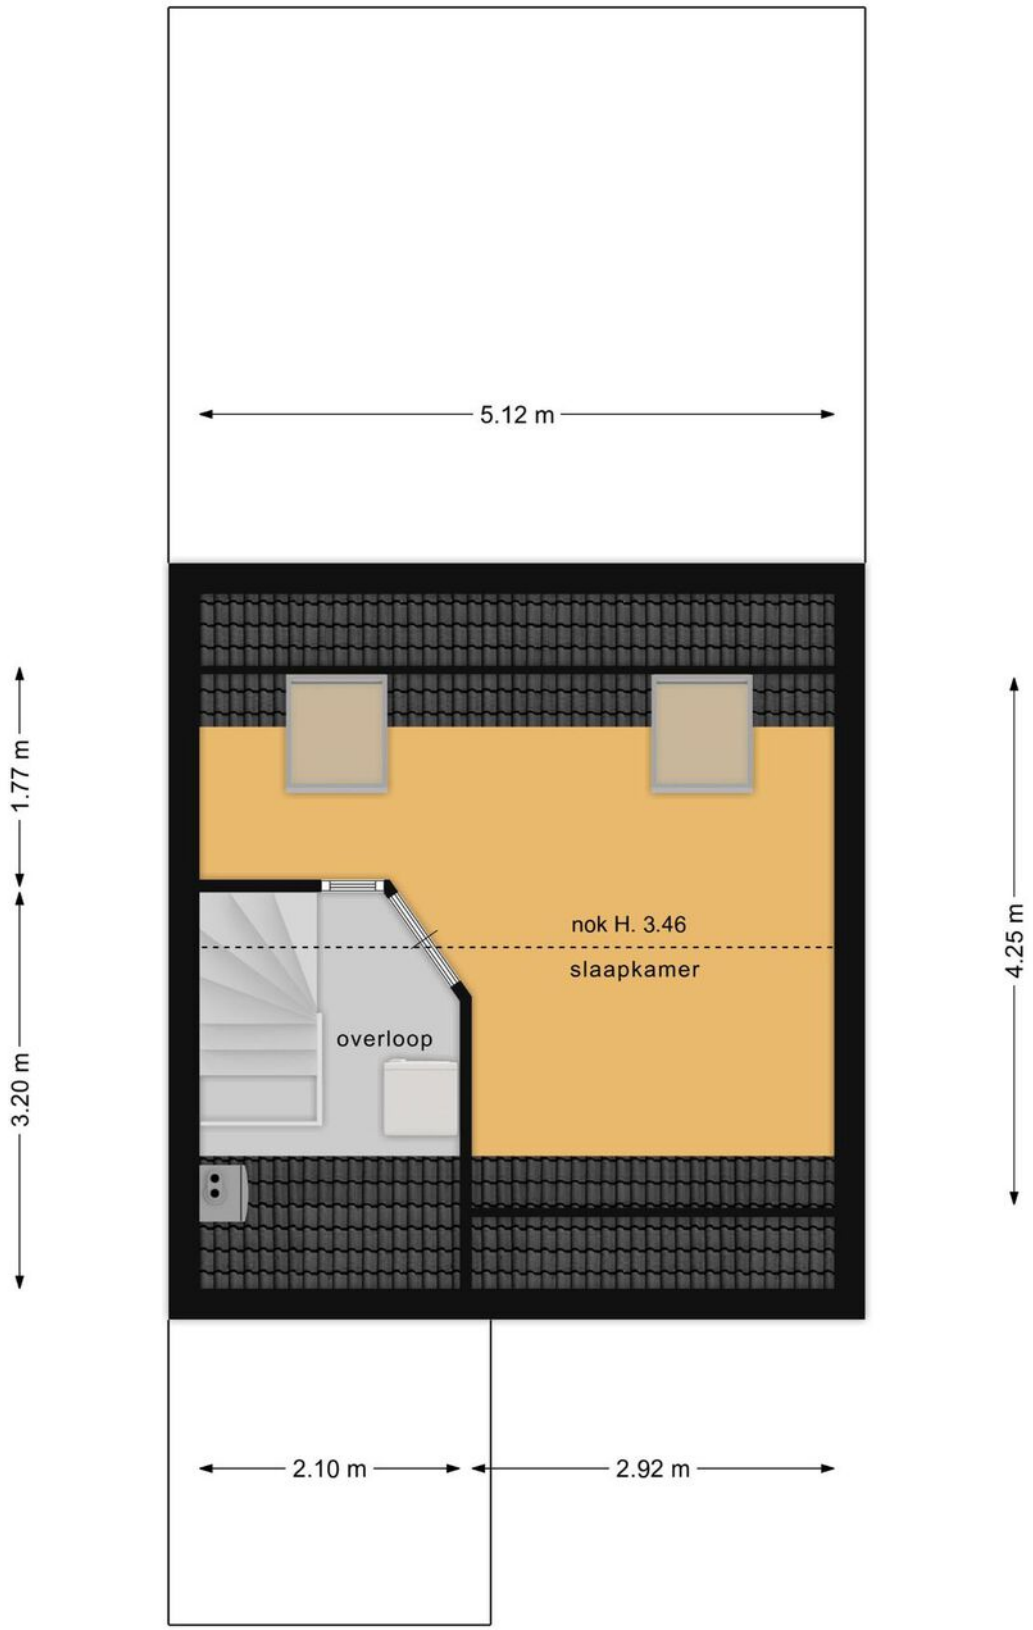 5.12 m
1.77 m
4.25 m
nok H. 3.46
slaapkamer
overloop
3.20 m
2.10 m
2.92 m